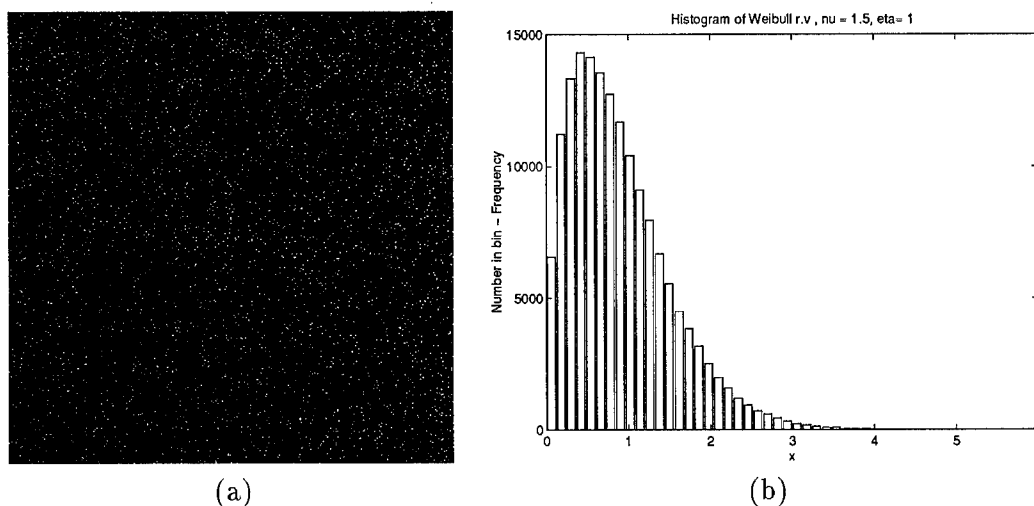 Histogram of Weibull r.v , nu = 1.5, eta= 1
15000
10000
5000
0
Number in bin - Frequency
0 1 2 3 4 5
x
(a) (b)